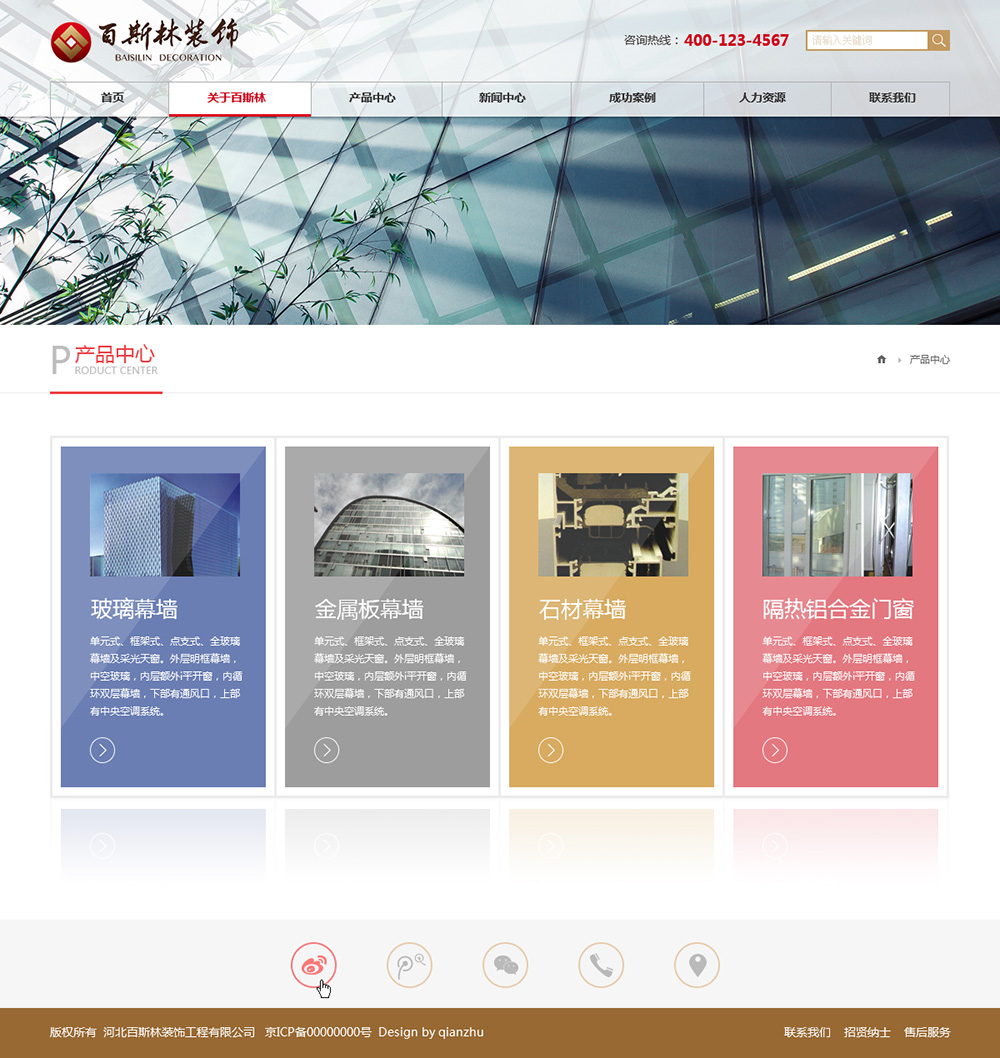 百斯林装饰
BAISILIN DECORATION
咨询热线：400-123-4567
请输入关键词
首页 关于百斯林 产品中心 新闻中心 成功案例 人力资源 联系我们
产品中心
PRODUCT CENTER
产品中心
玻璃幕墙
单元式、框架式、点支式、全玻璃
幕墙及采光天窗。外层明框幕墙，
中空玻璃，内层额外平开窗，内循
环双层幕墙，下部有通风口，上部
有中央空调系统。
金属板幕墙
单元式、框架式、点支式、全玻璃
幕墙及采光天窗。外层明框幕墙，
中空玻璃，内层额外平开窗，内循
环双层幕墙，下部有通风口，上部
有中央空调系统。
石材幕墙
单元式、框架式、点支式、全玻璃
幕墙及采光天窗。外层明框幕墙，
中空玻璃，内层额外平开窗，内循
环双层幕墙，下部有通风口，上部
有中央空调系统。
隔热铝合金门窗
单元式、框架式、点支式、全玻璃
幕墙及采光天窗。外层明框幕墙，
中空玻璃，内层额外平开窗，内循
环双层幕墙，下部有通风口，上部
有中央空调系统。
版权所有 河北百斯林装饰工程有限公司 京ICP备00000000号 Design by qianzhu
联系我们 招贤纳士 售后服务